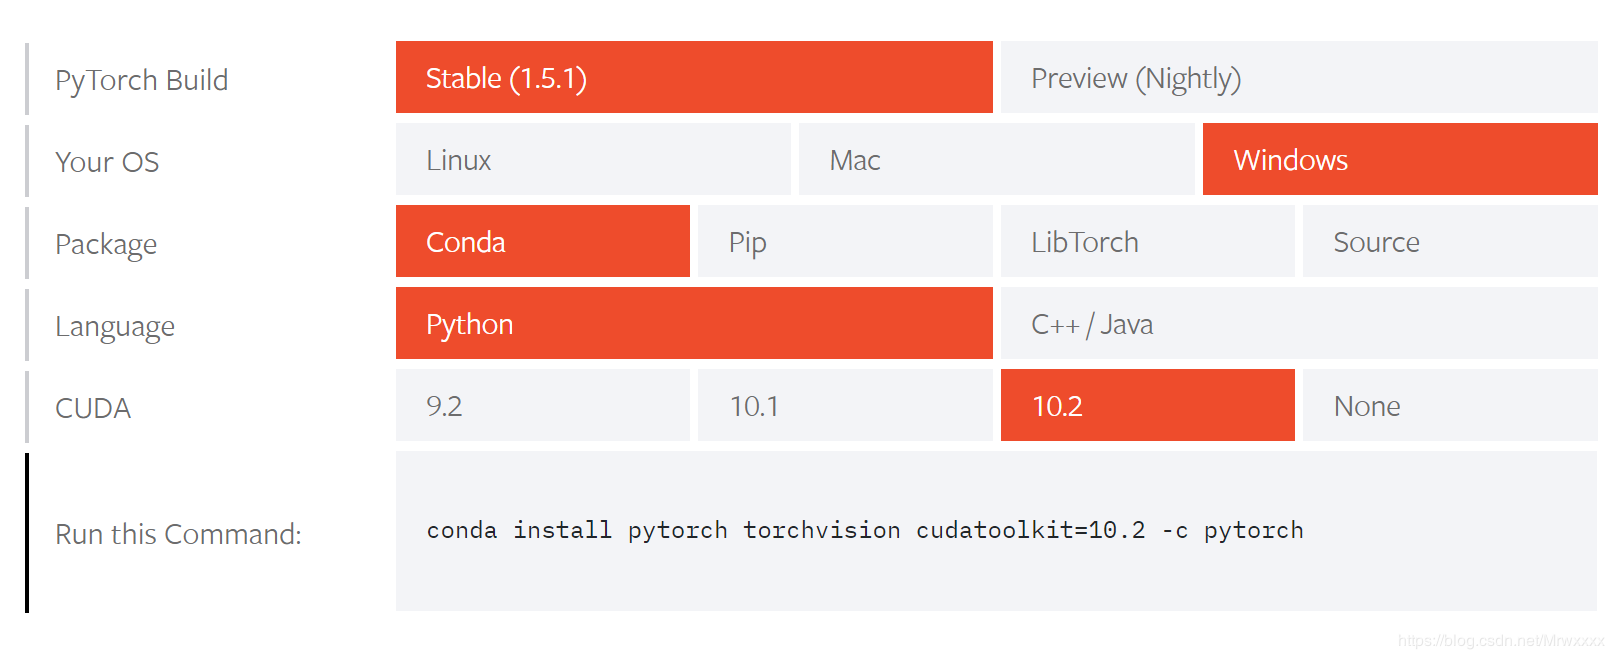 PyTorch Build
Stable (1.5.1)
Preview (Nightly)
Your OS
Linux
Mac
Windows
Package
Conda
Pip
LibTorch
Source
Language
Python
C++ / Java
CUDA
9.2
10.1
10.2
None
Run this Command:
conda install pytorch torchvision cudatoolkit=10.2 -c pytorch
https://blog.csdn.net/Mrwxxxx